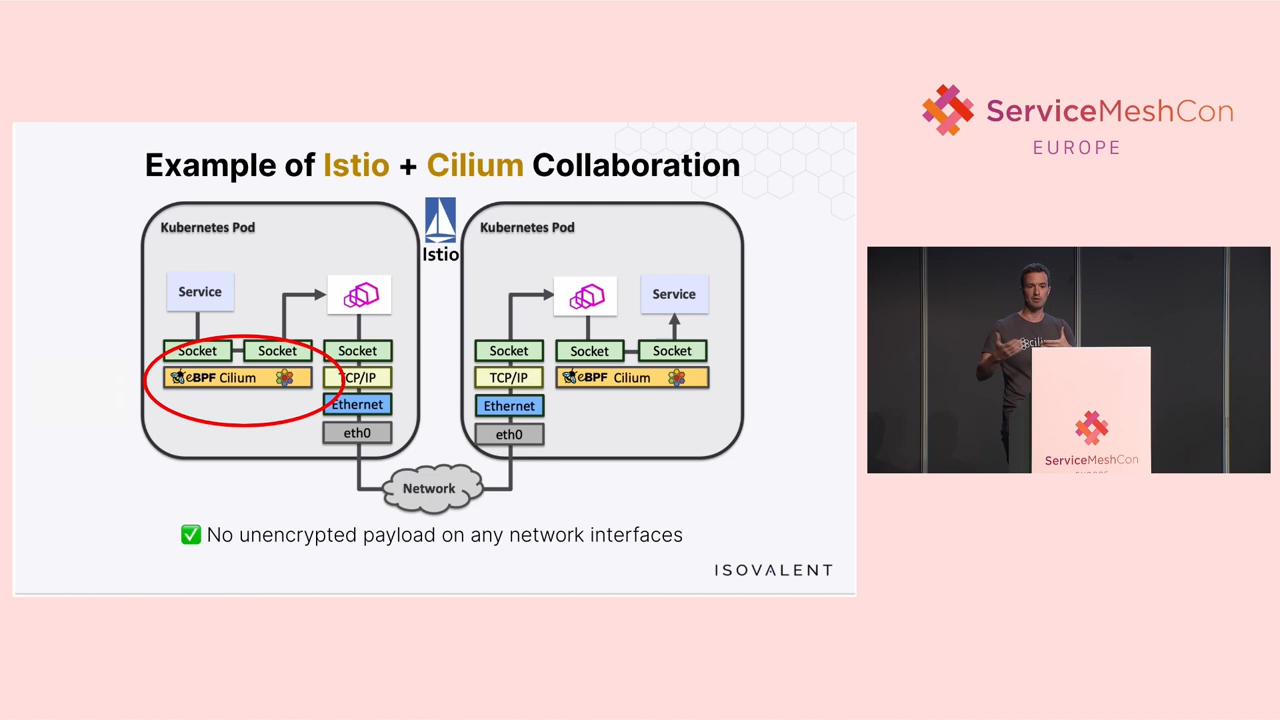 Example of Istio + Cilium Collaboration
Kubernetes Pod
Service
Socket
Socket
Socket
eBPF Cilium
TCP/IP
Ethernet
eth0
Istio
Kubernetes Pod
Service
Socket
Socket
Socket
TCP/IP
eBPF Cilium
Ethernet
eth0
Network
✅ No unencrypted payload on any network interfaces
ISOVALENT
ServiceMeshCon
EUROPE
ServiceMeshCon